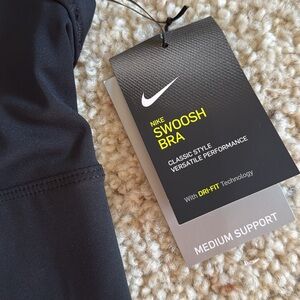 NIKE
SWOOSH
BRA
CLASSIC STYLE
VERSATILE PERFORMANCE
With DRI-FIT Technology
MEDIUM SUPPORT